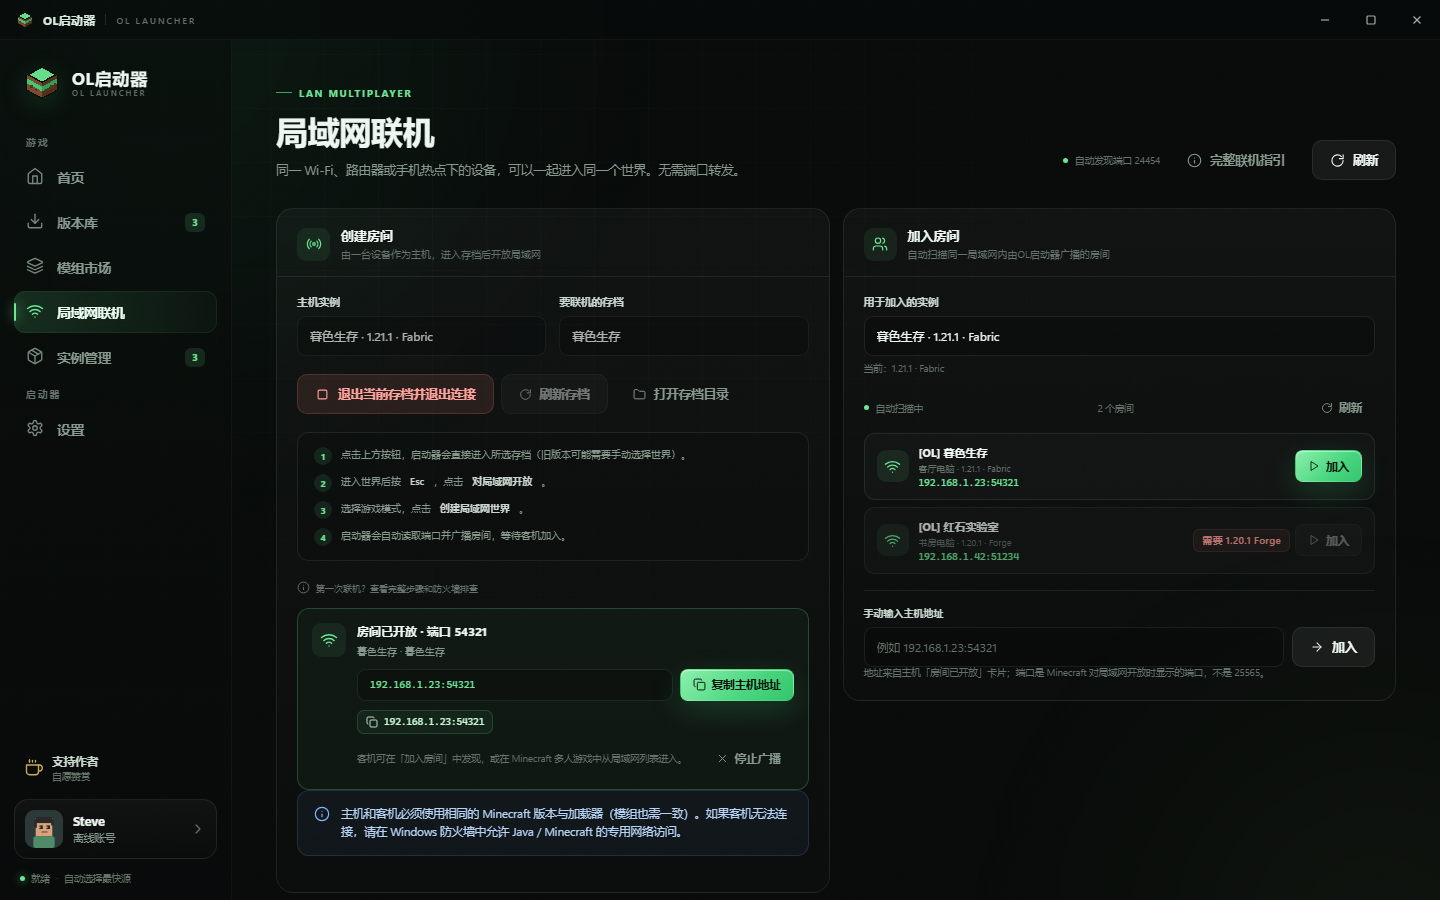 OL启动器 OL LAUNCHER
OL启动器
OL LAUNCHER
游戏
首页
版本库 3
模组市场
局域网联机
实例管理 3
启动器
设置
支持作者
自愿赞赏
Steve
离线账号
就绪 · 自动选择最快源
LAN MULTIPLAYER
局域网联机
同一 Wi-Fi、路由器或手机热点下的设备，可以一起进入同一个世界。无需端口转发。
自动发现端口 24454
完整联机指引
刷新
创建房间
由一台设备作为主机，进入存档后开放局域网
主机实例
暮色生存 · 1.21.1 · Fabric
要联机的存档
暮色生存
退出当前存档并退出连接
刷新存档
打开存档目录
1 点击上方按钮，启动器会直接进入所选存档（旧版本可能需要手动选择世界）。
2 进入世界后按 Esc ，点击 对局域网开放 。
3 选择游戏模式，点击 创建局域网世界 。
4 启动器会自动读取端口并广播房间，等待客机加入。
第一次联机？查看完整步骤和防火墙排查
房间已开放 · 端口 54321
暮色生存 · 暮色生存
192.168.1.23:54321
复制主机地址
192.168.1.23:54321
客机可在「加入房间」中发现，或在 Minecraft 多人游戏中从局域网列表进入。
停止广播
主机和客机必须使用相同的 Minecraft 版本与加载器（模组也需一致）。如果客机无法连
接，请在 Windows 防火墙中允许 Java / Minecraft 的专用网络访问。
加入房间
自动扫描同一局域网内由OL启动器广播的房间
用于加入的实例
暮色生存 · 1.21.1 · Fabric
当前：1.21.1 · Fabric
自动扫描中
2 个房间
刷新
[OL] 暮色生存
客厅电脑 · 1.21.1 · Fabric
192.168.1.23:54321
加入
[OL] 红石实验室
书房电脑 · 1.20.1 · Forge
192.168.1.42:51234
需要 1.20.1 Forge
加入
手动输入主机地址
例如 192.168.1.23:54321
加入
地址来自主机「房间已开放」卡片；端口是 Minecraft 对局域网开放时显示的端口，不是 25565。